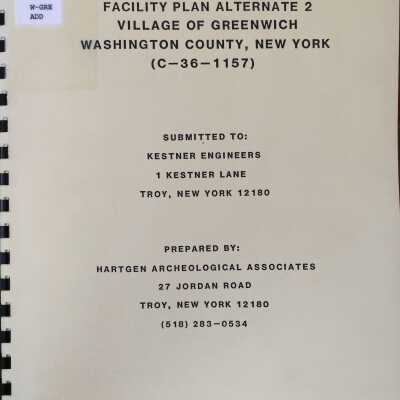 W-GRE
ADD
FACILITY PLAN ALTERNATE 2
VILLAGE OF GREENWICH
WASHINGTON COUNTY, NEW YORK
(C-36-1157)
SUBMITTED TO:
KESTNER ENGINEERS
1 KESTNER LANE
TROY, NEW YORK 12180
PREPARED BY:
HARTGEN ARCHEOLOGICAL ASSOCIATES
27 JORDAN ROAD
TROY, NEW YORK 12180
(518) 283-0534